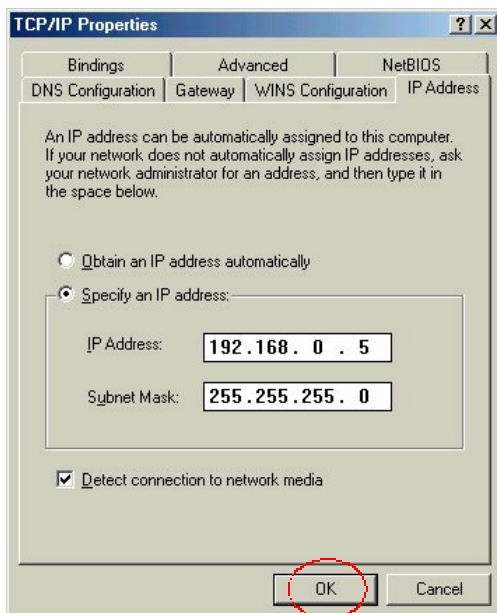 TCP/IP Properties
Bindings Advanced NetBIOS
DNS Configuration Gateway WINS Configuration IP Address
An IP address can be automatically assigned to this computer.
If your network does not automatically assign IP addresses, ask
your network administrator for an address, and then type it in
the space below.
Obtain an IP address automatically
Specify an IP address:
IP Address: 192.168. 0 . 5
Subnet Mask: 255.255.255. 0
Detect connection to network media
OK Cancel